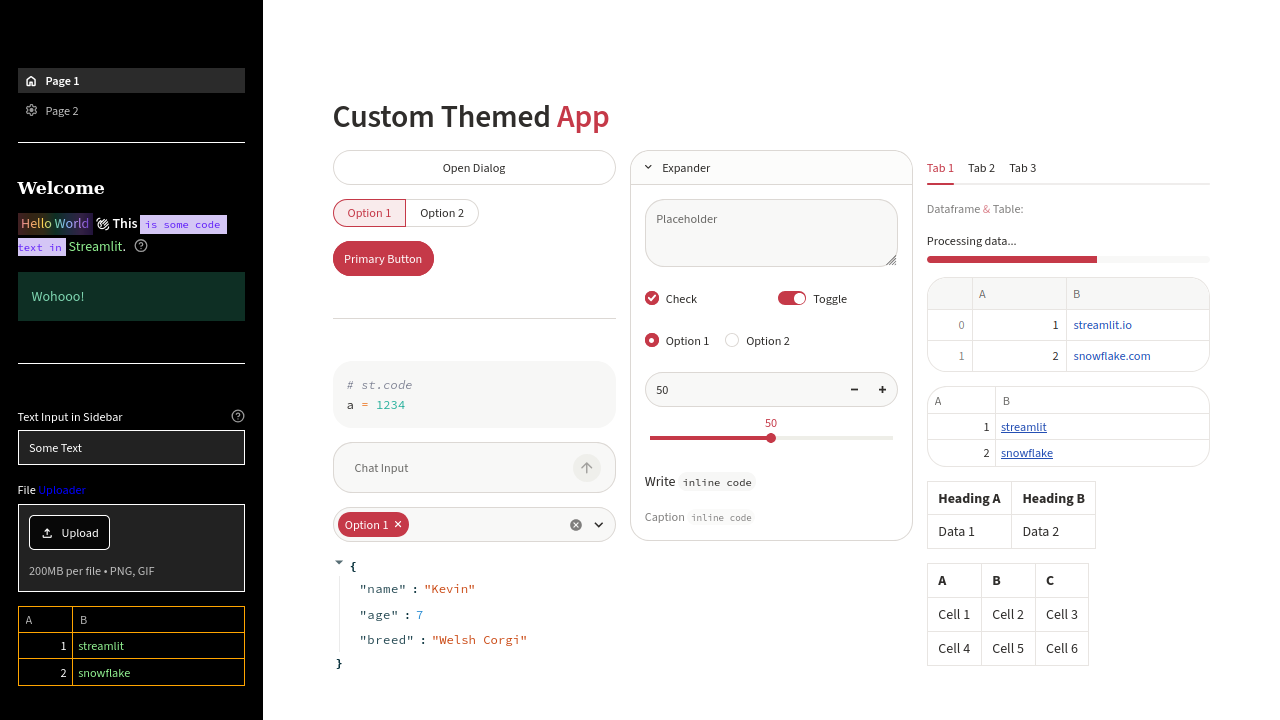 Page 1
Page 2
Welcome
Hello World 👋 This is some code
text in Streamlit.
Wohooo!
Text Input in Sidebar
Some Text
File Uploader
Upload
200MB per file • PNG, GIF
A B
1 streamlit
2 snowflake
Custom Themed App
Open Dialog
Option 1 Option 2
Primary Button
# st.code
a = 1234
Chat Input
Option 1
{
"name" : "Kevin"
"age" : 7
"breed" : "Welsh Corgi"
}
Expander
Placeholder
Check Toggle
Option 1 Option 2
50
50
Write inline code
Caption inline code
Tab 1 Tab 2 Tab 3
Dataframe & Table:
Processing data...
A B
0 1 streamlit.io
1 2 snowflake.com
A B
1 streamlit
2 snowflake
Heading A Heading B
Data 1 Data 2
A B C
Cell 1 Cell 2 Cell 3
Cell 4 Cell 5 Cell 6